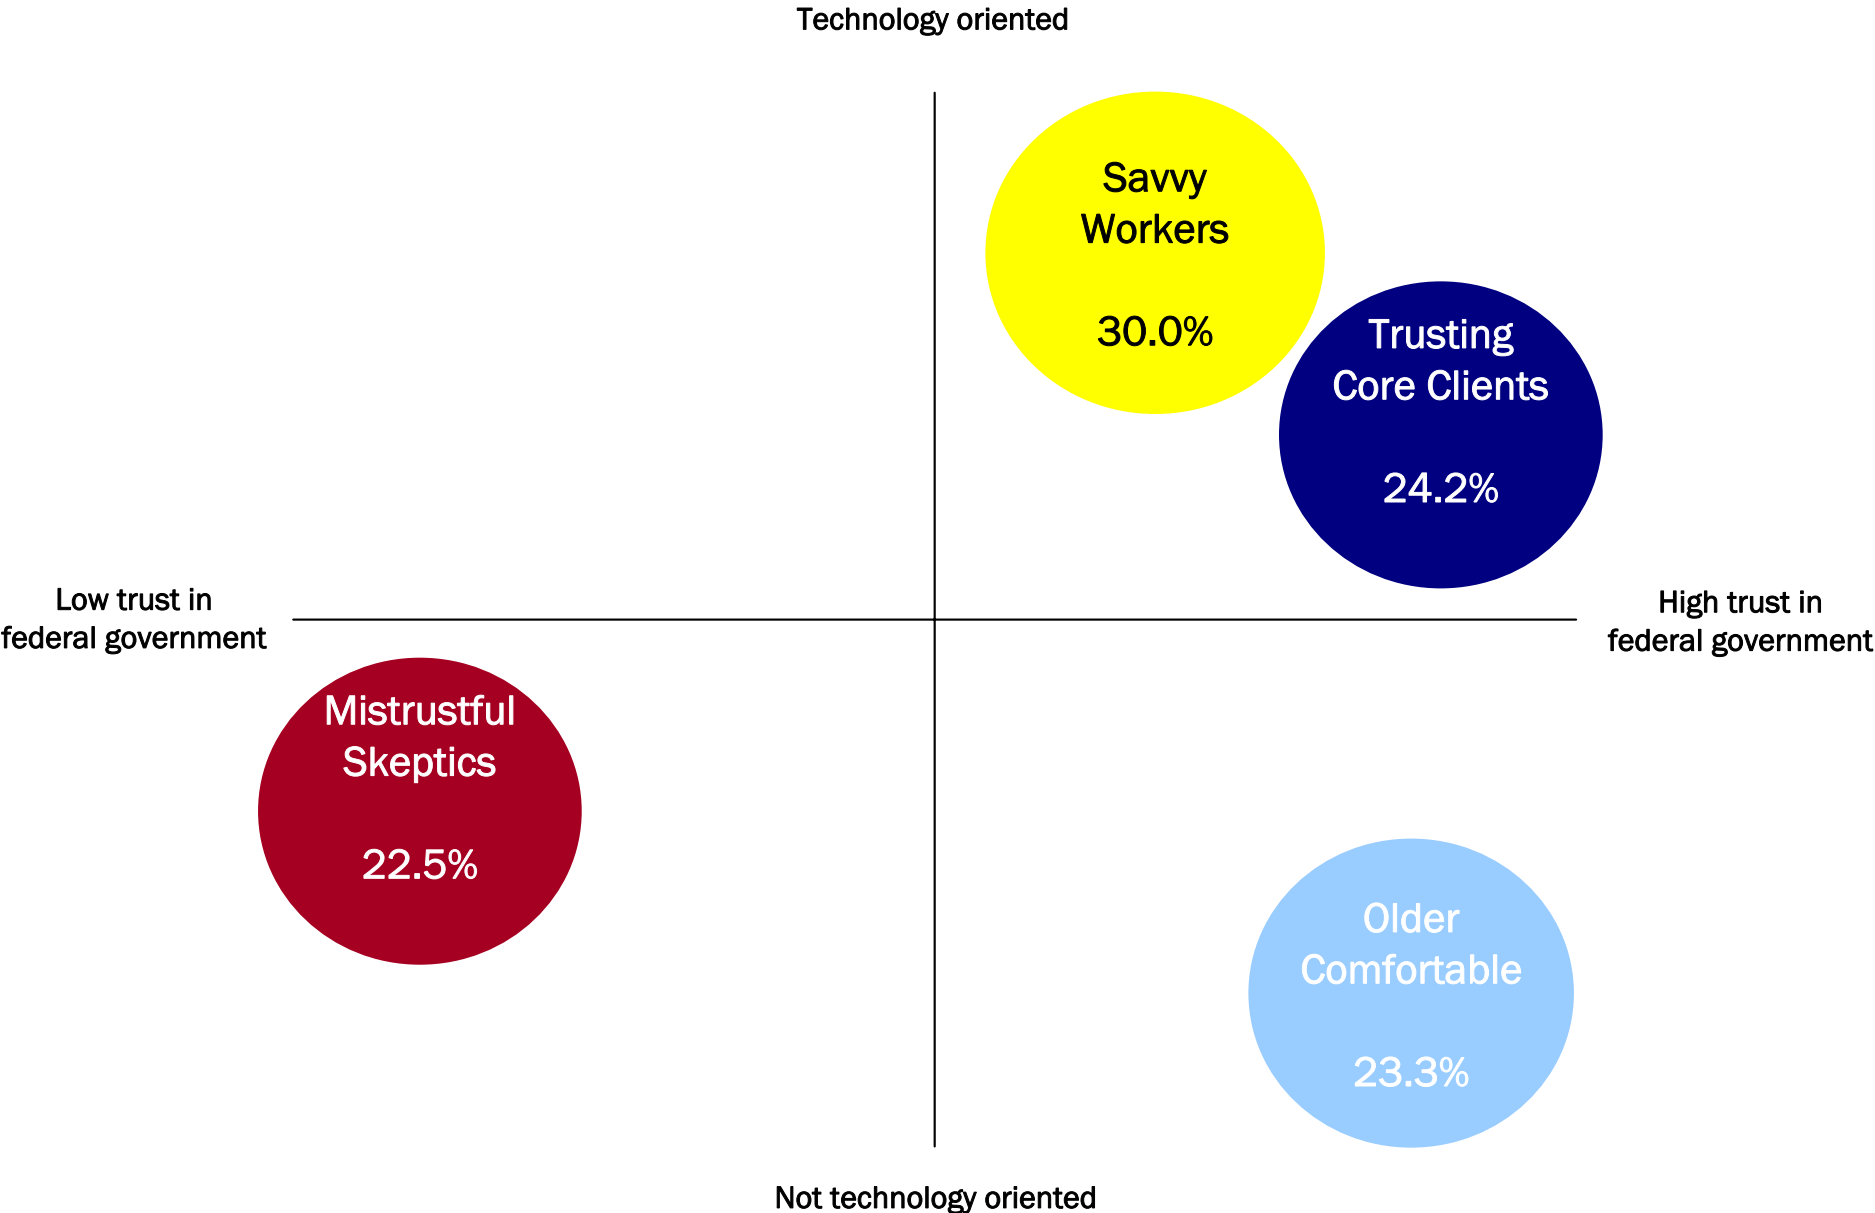 Technology oriented
Savvy
Workers
30.0%
Trusting
Core Clients
24.2%
Low trust in
federal government
High trust in
federal government
Mistrustful
Skeptics
22.5%
Older
Comfortable
23.3%
Not technology oriented